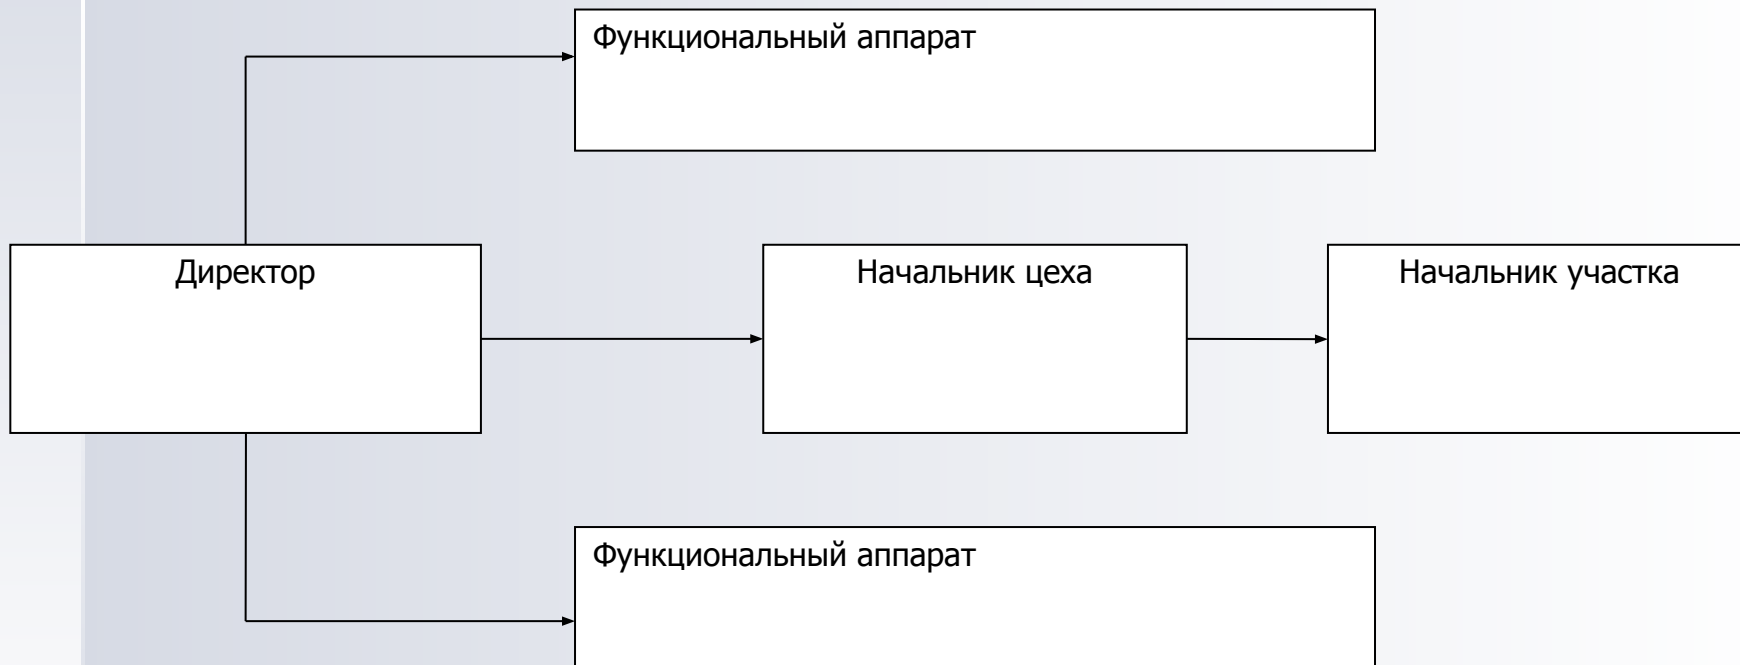 Функциональный аппарат
Директор
Начальник цеха
Начальник участка
Функциональный аппарат